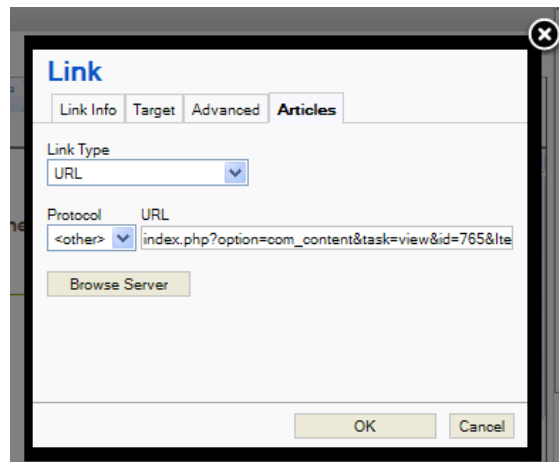 Link
Link Info Target Advanced Articles
Link Type
URL
Protocol URL
<other> index.php?option=com_content&task=view&id=765&Ite
Browse Server
OK Cancel